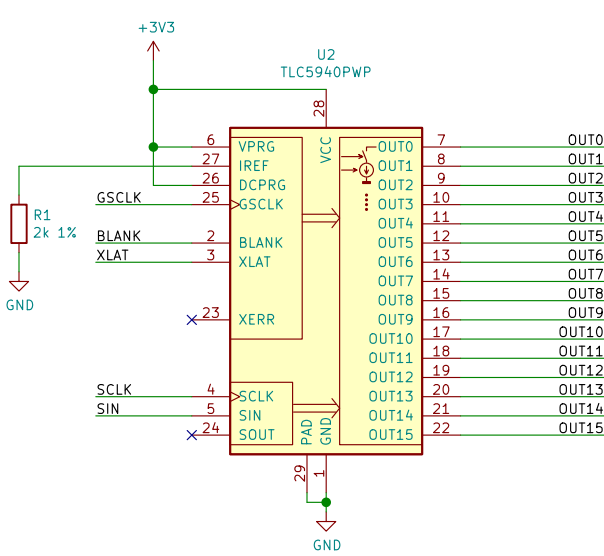 +3V3
U2
TLC5940PWP
28
VCC
6 VPRG OUT0 7 OUT0
27 IREF OUT1 8 OUT1
26 DCPRG OUT2 9 OUT2
GSCLK 25 GSCLK OUT3 10 OUT3
R1
2k 1%
OUT4 11 OUT4
BLANK 2 BLANK OUT5 12 OUT5
XLAT 3 XLAT OUT6 13 OUT6
OUT7 14 OUT7
GND
OUT8 15 OUT8
23 XERR OUT9 16 OUT9
OUT10 17 OUT10
OUT11 18 OUT11
OUT12 19 OUT12
SCLK 4 SCLK OUT13 20 OUT13
SIN 5 SIN OUT14 21 OUT14
24 SOUT OUT15 22 OUT15
PAD GND
29 1
GND